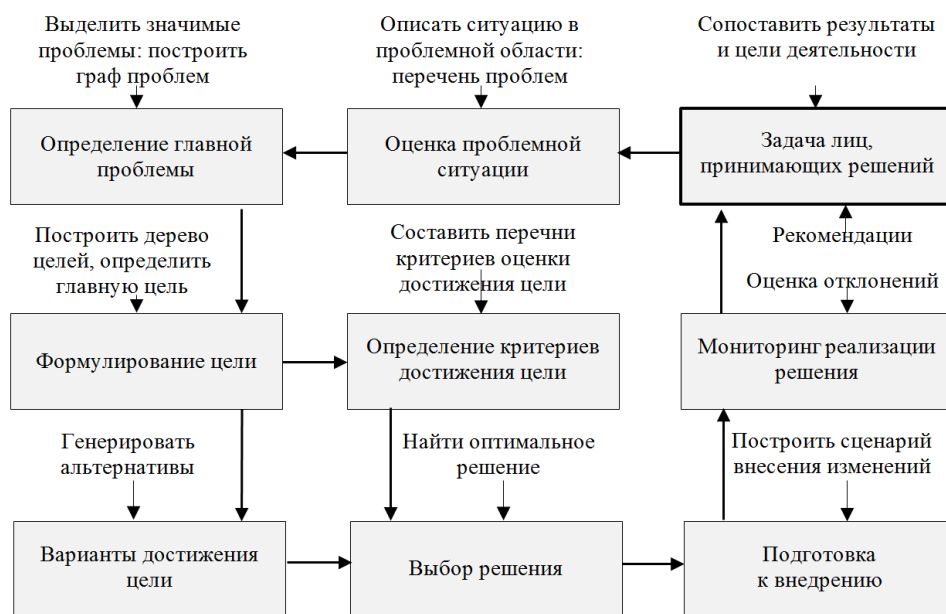 Выделить значимые
проблемы: построить
граф проблем
Описать ситуацию в
проблемной области:
перечень проблем
Сопоставить результаты
и цели деятельности
Определение главной
проблемы
Оценка проблемной
ситуации
Задача лиц,
принимающих решений
Построить дерево
целей, определить
главную цель
Составить перечни
критериев оценки
достижения цели
Рекомендации
Оценка отклонений
Формулирование цели
Определение критериев
достижения цели
Мониторинг реализации
решения
Генерировать
альтернативы
Найти оптимальное
решение
Построить сценарий
внесения изменений
Варианты достижения
цели
Выбор решения
Подготовка
к внедрению